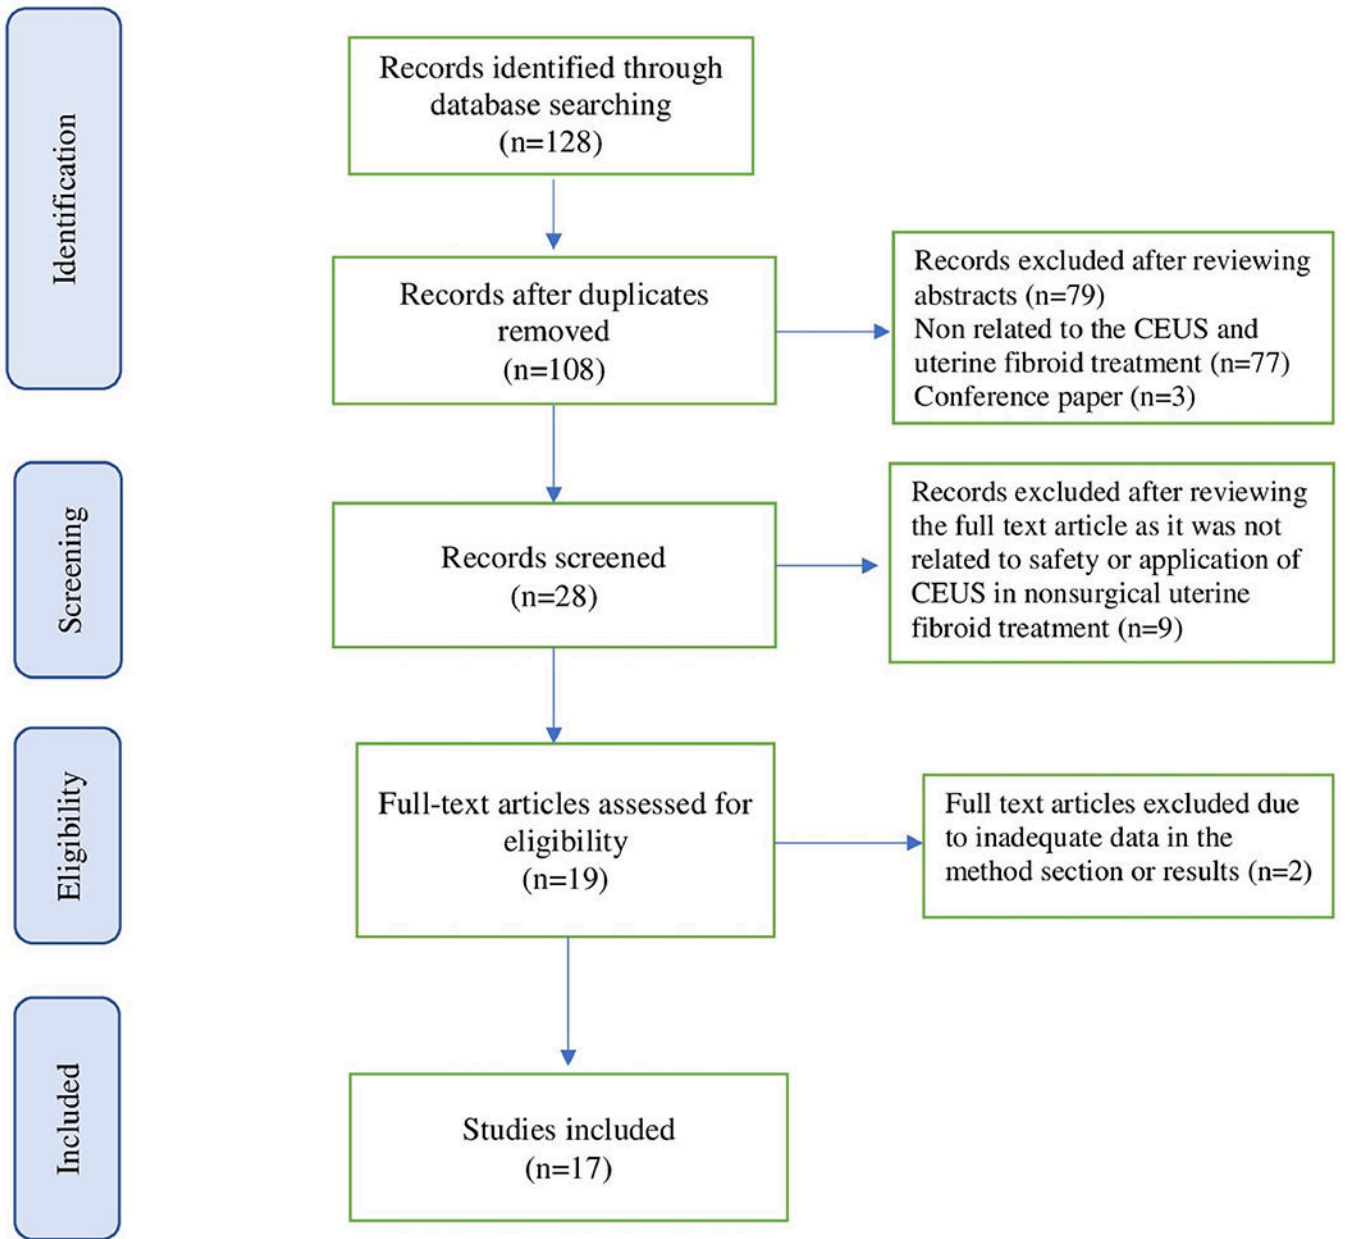 Identification
Records identified through
database searching
(n=128)
Records after duplicates
removed
(n=108)
Records excluded after reviewing
abstracts (n=79)
Non related to the CEUS and
uterine fibroid treatment (n=77)
Conference paper (n=3)
Screening
Records screened
(n=28)
Records excluded after reviewing
the full text article as it was not
related to safety or application of
CEUS in nonsurgical uterine
fibroid treatment (n=9)
Eligibility
Full-text articles assessed for
eligibility
(n=19)
Full text articles excluded due
to inadequate data in the
method section or results (n=2)
Included
Studies included
(n=17)